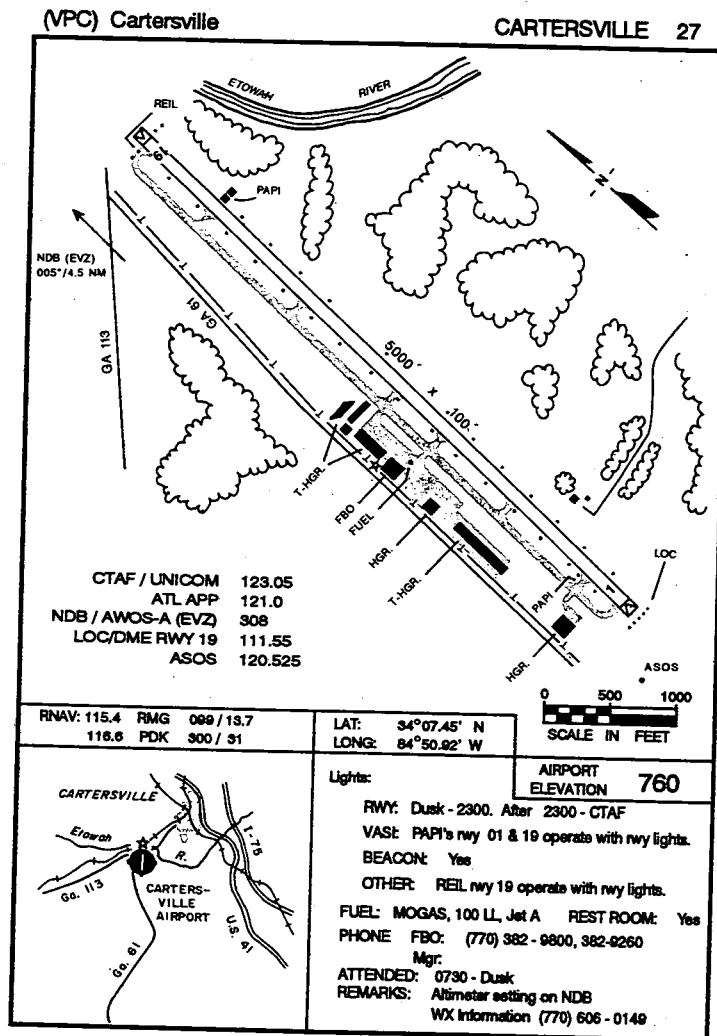 (VPC) Cartersville
CARTERSVILLE 27
ETOWAH RIVER
REIL
19
PAPI
N
NDB (EVZ)
005°/4.5 NM
GA 113
GA 61
5000' X 100'
T-HGR.
FBO
FUEL
HGR.
T-HGR.
PAPI
1
LOC
HGR.
ASOS
CTAF / UNICOM 123.05
ATL APP 121.0
NDB / AWOS-A (EVZ) 308
LOC/DME RWY 19 111.55
ASOS 120.525
0 500 1000
SCALE IN FEET
RNAV: 115.4 RMG 099 / 13.7
116.6 PDK 300 / 31
LAT: 34°07.45' N
LONG: 84°50.92' W
AIRPORT
ELEVATION 760
CARTERSVILLE
Etowah
R.
I-75
Ga. 113
CARTERS-
VILLE
AIRPORT
U.S. 41
Ga. 61
Lights:
RWY: Dusk - 2300. After 2300 - CTAF
VASI: PAPI's rwy 01 & 19 operate with rwy lights.
BEACON: Yes
OTHER: REIL rwy 19 operate with rwy lights.
FUEL: MOGAS, 100 LL, Jet A REST ROOM: Yes
PHONE FBO: (770) 382 - 9800, 382-9260
Mgr:
ATTENDED: 0730 - Dusk
REMARKS: Altimeter setting on NDB
WX Information (770) 606 - 0149